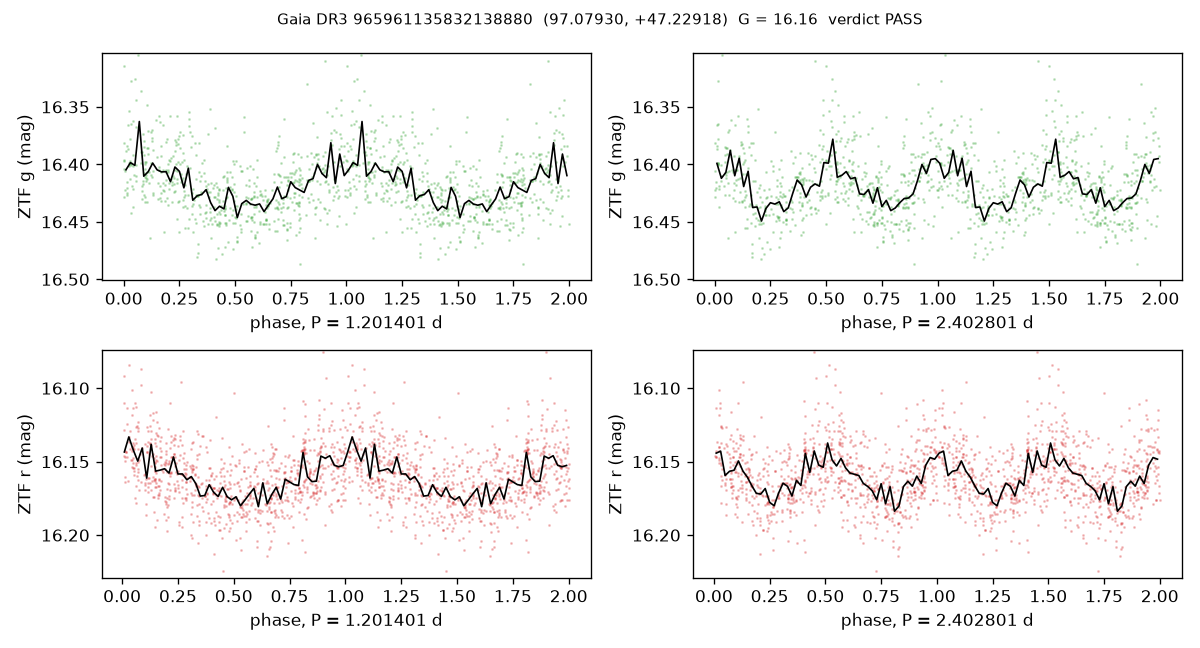 Gaia DR3 965961135832138880 (97.07930, +47.22918) G = 16.16 verdict PASS
ZTF g (mag)
16.35
16.40
16.45
16.50
0.00 0.25 0.50 0.75 1.00 1.25 1.50 1.75 2.00
phase, P = 1.201401 d
ZTF g (mag)
16.35
16.40
16.45
16.50
0.00 0.25 0.50 0.75 1.00 1.25 1.50 1.75 2.00
phase, P = 2.402801 d
ZTF r (mag)
16.10
16.15
16.20
0.00 0.25 0.50 0.75 1.00 1.25 1.50 1.75 2.00
phase, P = 1.201401 d
ZTF r (mag)
16.10
16.15
16.20
0.00 0.25 0.50 0.75 1.00 1.25 1.50 1.75 2.00
phase, P = 2.402801 d